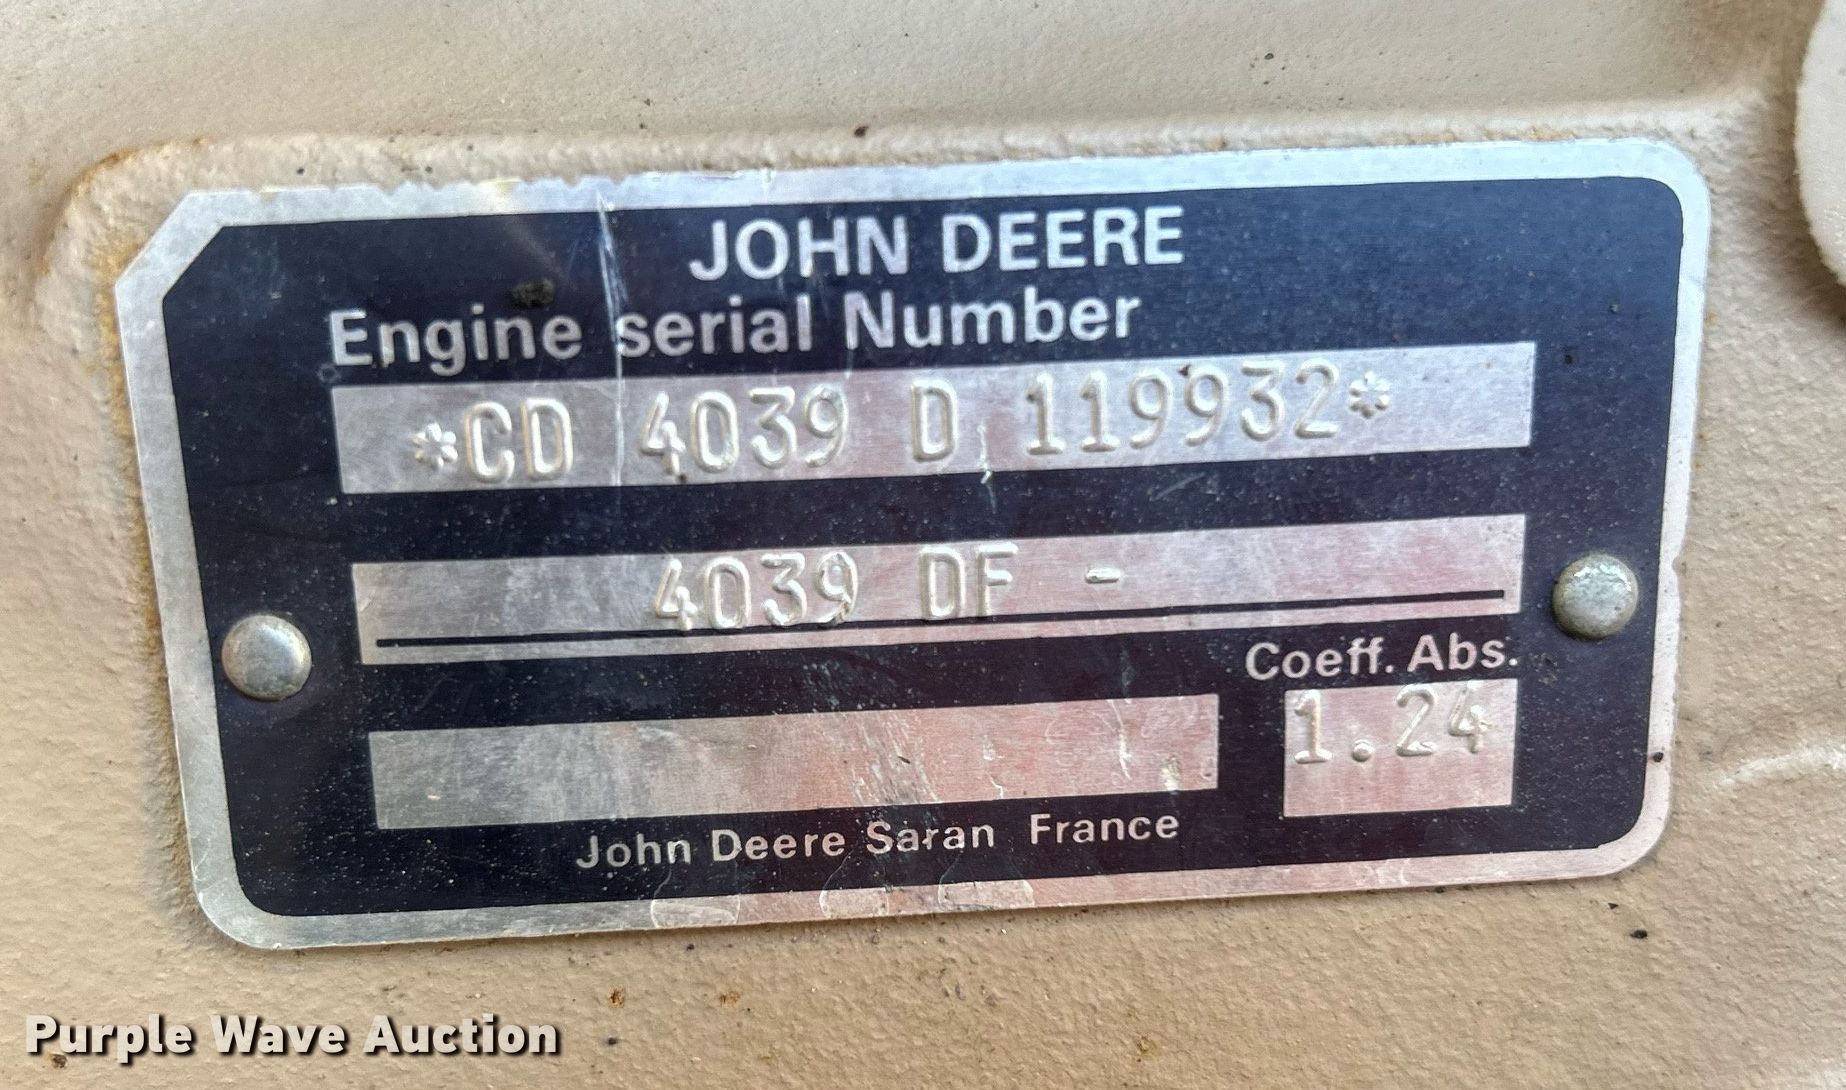 JOHN DEERE
Engine serial Number
*CD 4039 D 119932*
4039 DF -
Coeff. Abs.
1.24
John Deere Saran France
Purple Wave Auction